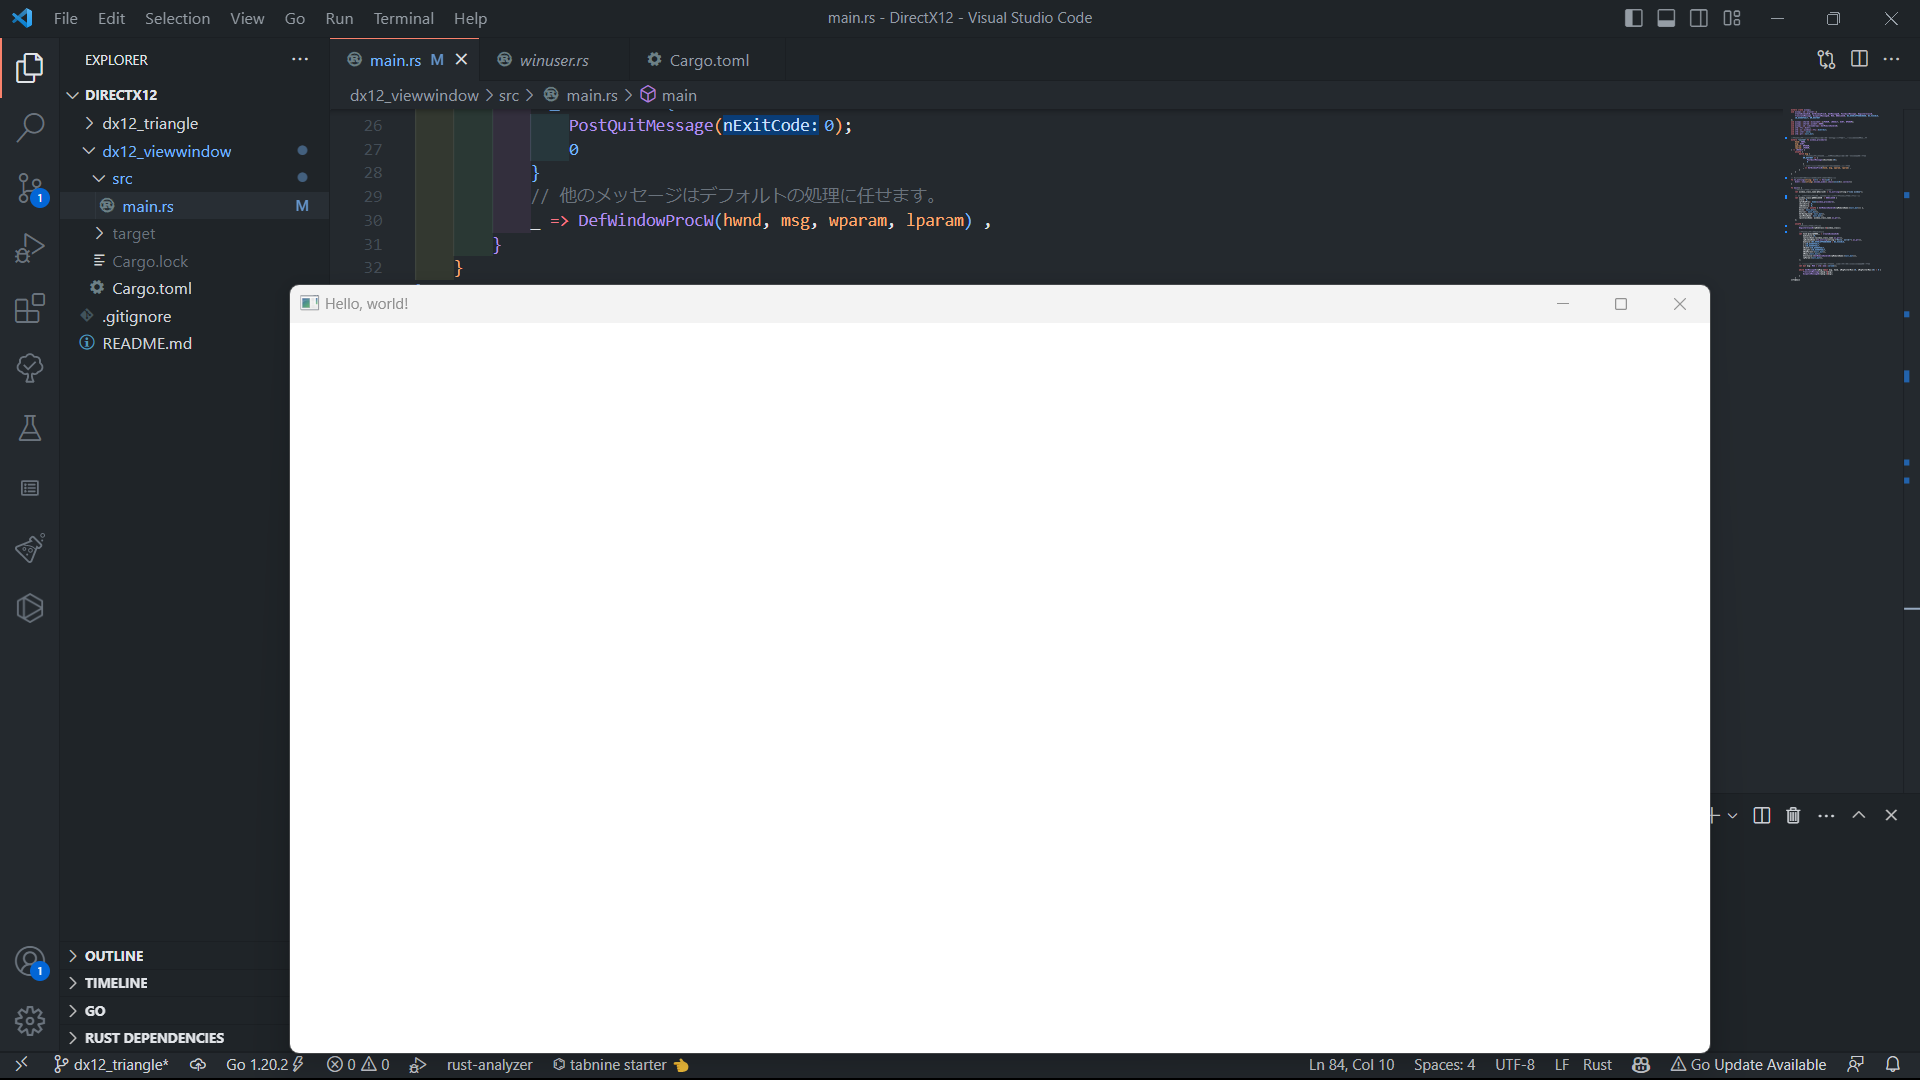 File Edit Selection View Go Run Terminal Help
main.rs - DirectX12 - Visual Studio Code
EXPLORER
DIRECTX12
dx12_triangle
dx12_viewwindow
src
main.rs M
target
Cargo.lock
Cargo.toml
.gitignore
README.md
1
main.rs M
winuser.rs
Cargo.toml
dx12_viewwindow > src > main.rs > main
26 PostQuitMessage(nExitCode: 0);
27 0
28 }
29 // 他のメッセージはデフォルトの処理に任せます。
30 _ => DefWindowProcW(hwnd, msg, wparam, lparam) ,
31 }
32 }
Hello, world!
1
OUTLINE
TIMELINE
GO
RUST DEPENDENCIES
dx12_triangle* Go 1.20.2 0 0 rust-analyzer tabnine starter Ln 84, Col 10 Spaces: 4 UTF-8 LF Rust Go Update Available